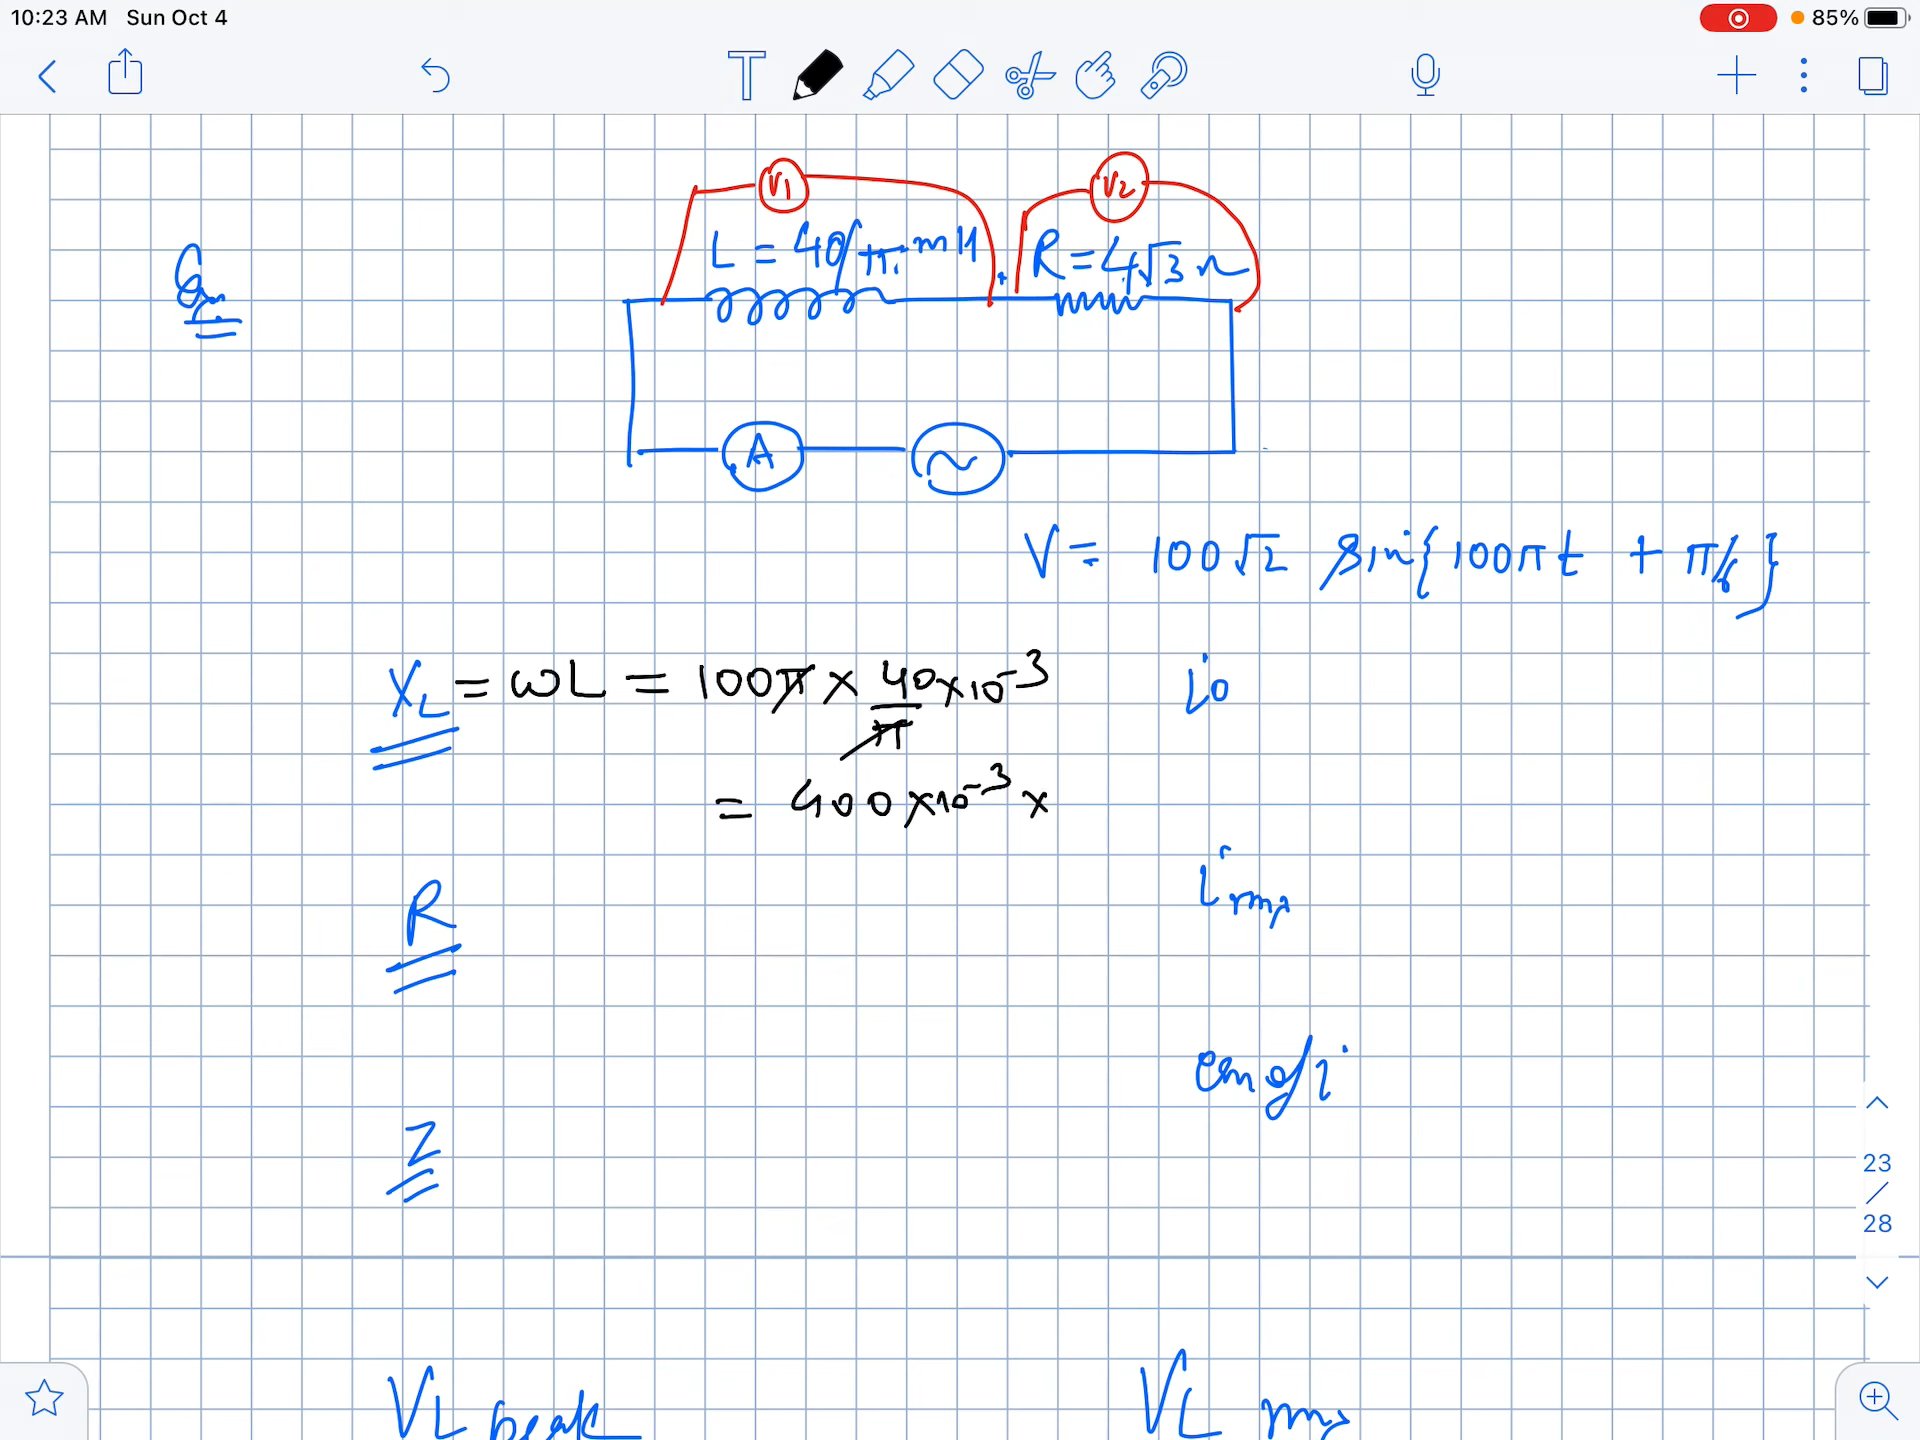 10:23 AM Sun Oct 4
85%
T
V1
V2
L = 40/π mH
R = 4√3 Ω
Qn.
A
V = 100√2 sin{100πt + π/6}
XL = ωL = 100π × 40/π × 10⁻³
i0
= 400×10⁻³ ×
irms
R
Z
23
/
28
VL peak
VL rms